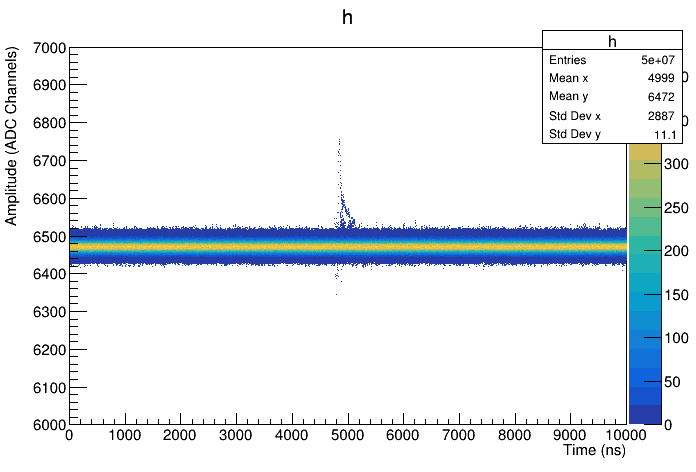 h
Amplitude (ADC Channels)
7000
6900
6800
6700
6600
6500
6400
6300
6200
6100
6000
0 1000 2000 3000 4000 5000 6000 7000 8000 9000 10000
Time (ns)
h
Entries 5e+07
Mean x 4999
Mean y 6472
Std Dev x 2887
Std Dev y 11.1
300
250
200
150
100
50
0